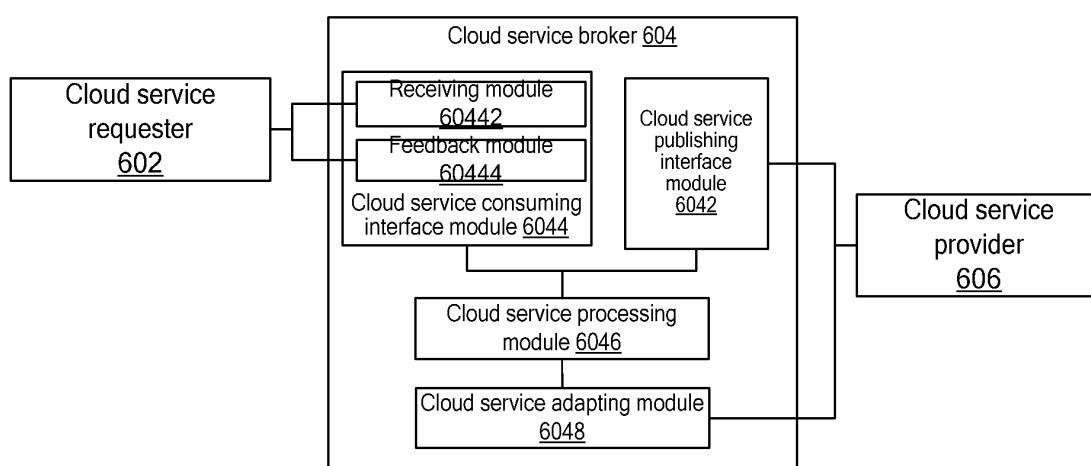 Cloud service broker 604
Cloud service
requester
602
Receiving module
60442
Feedback module
60444
Cloud service consuming
interface module 6044
Cloud service
publishing
interface
module
6042
Cloud service
provider
606
Cloud service processing
module 6046
Cloud service adapting module
6048